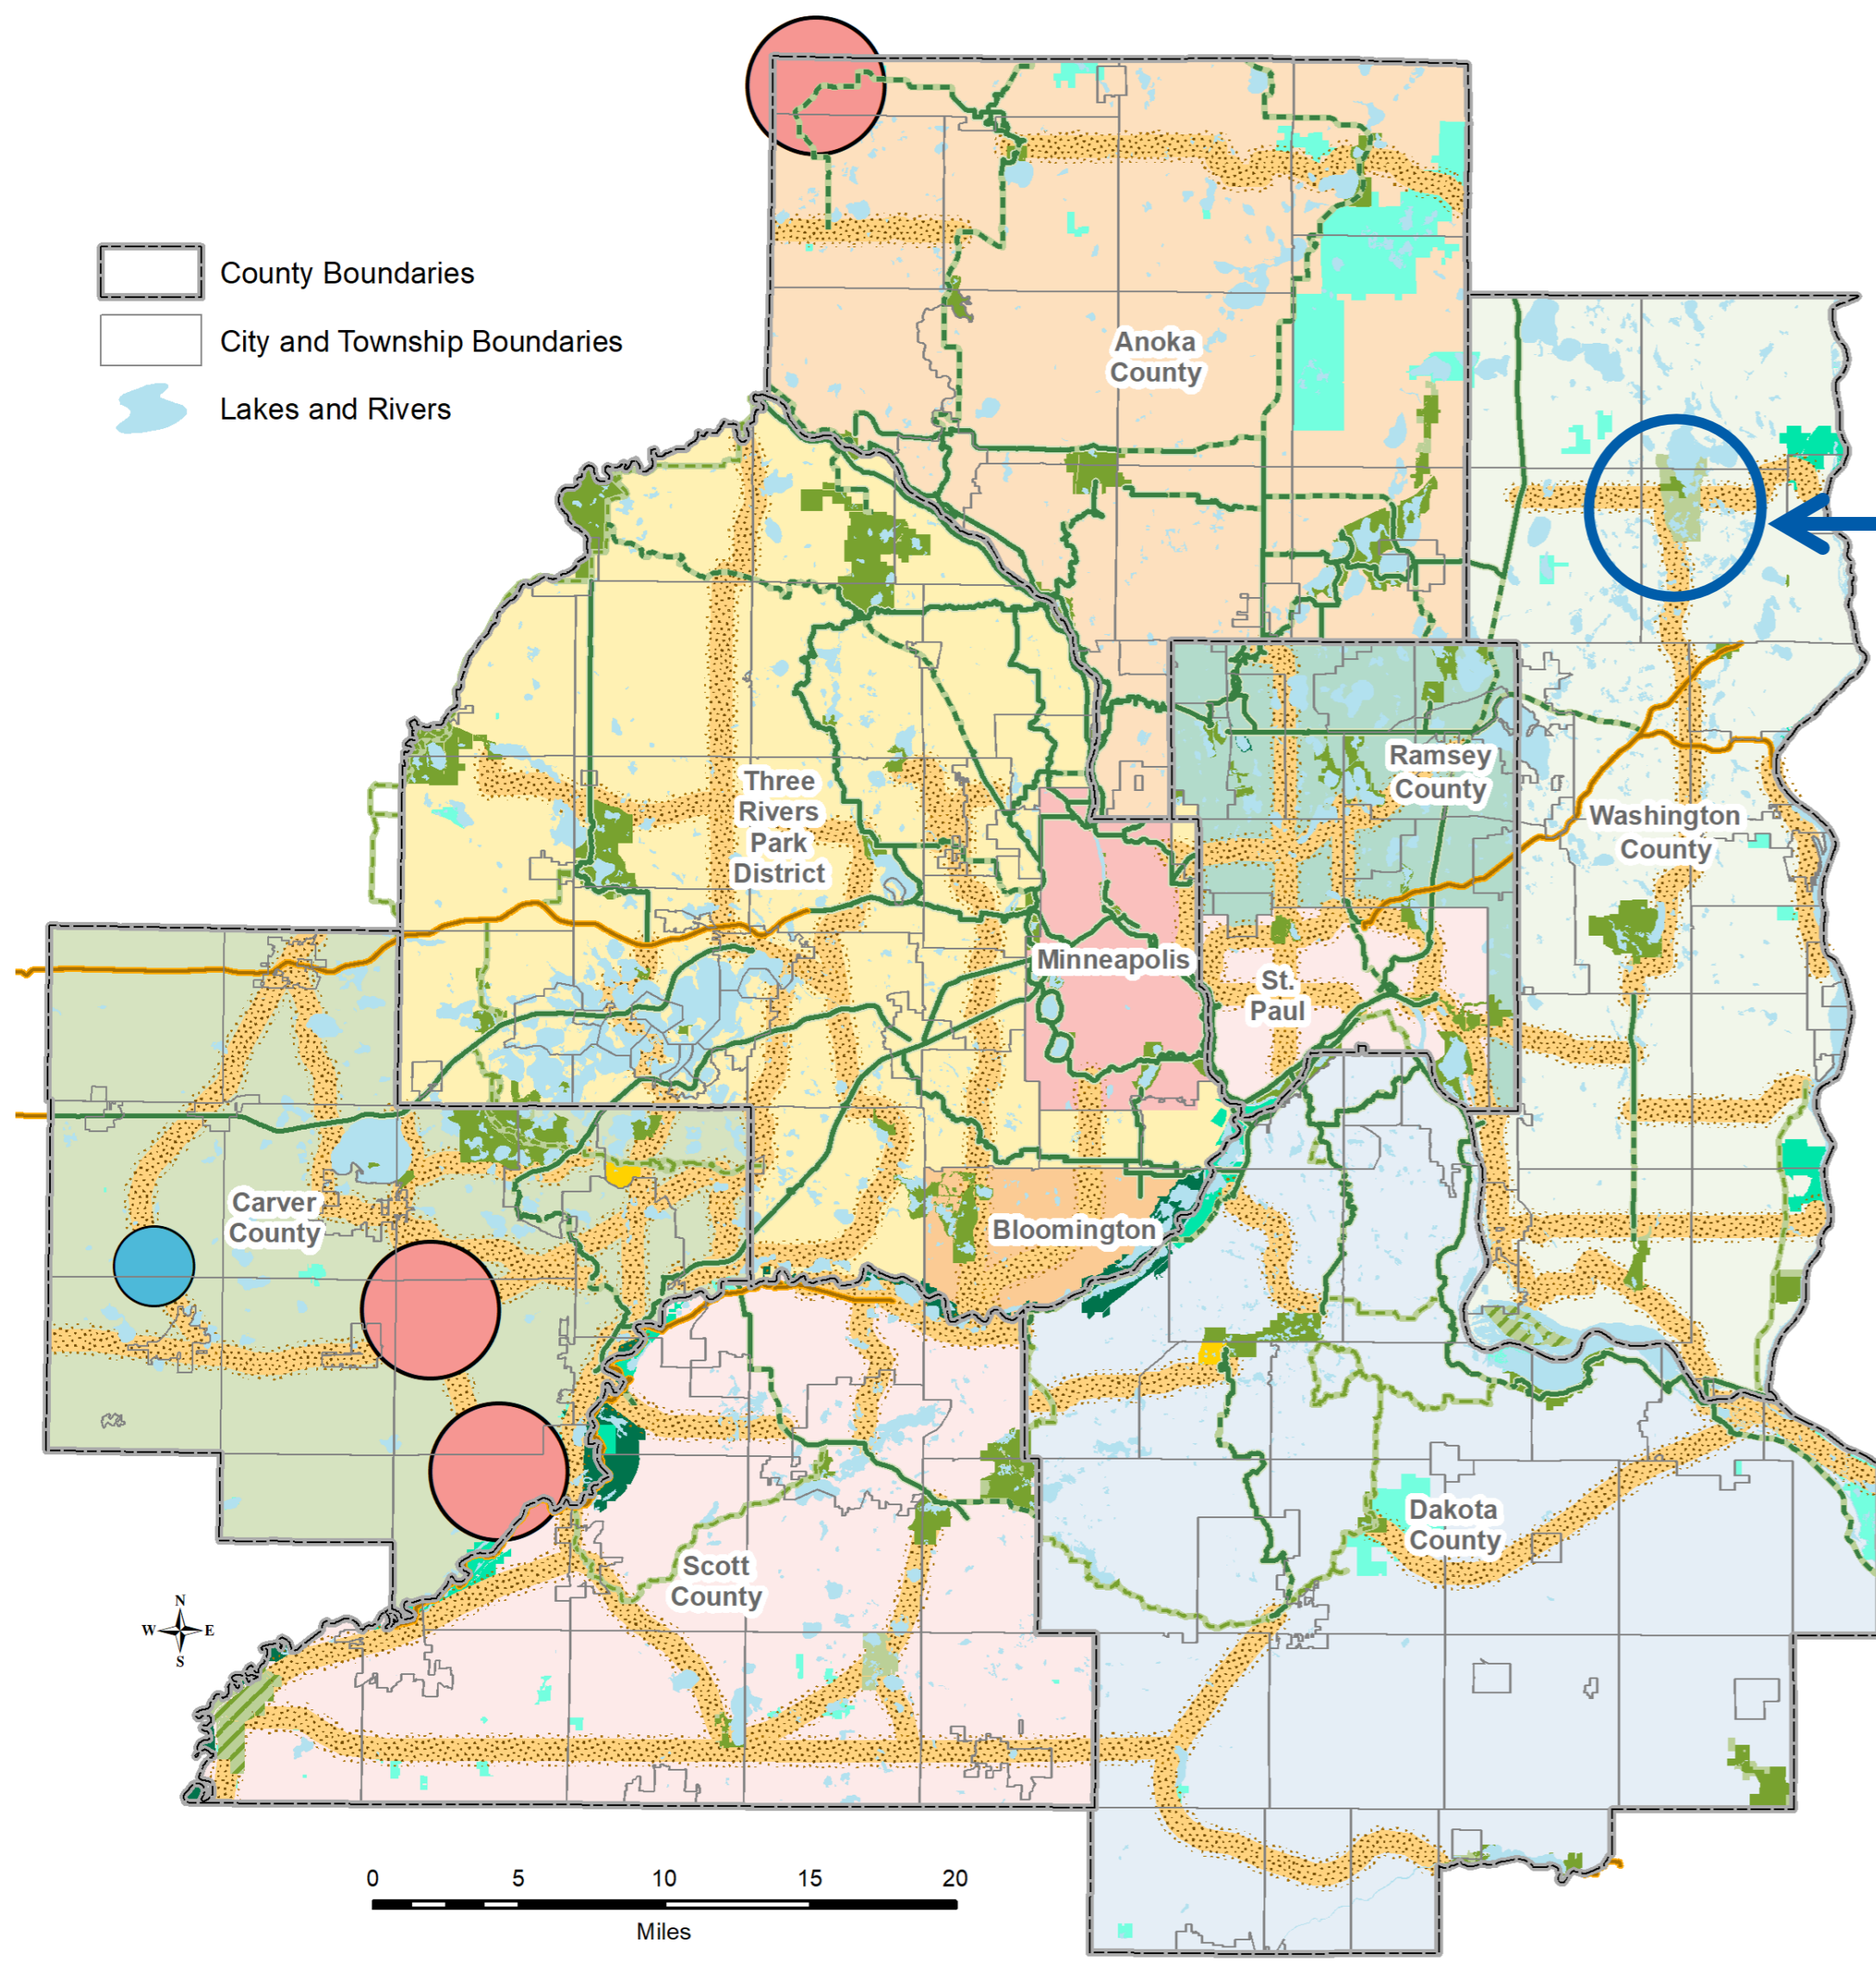 County Boundaries
City and Township Boundaries
Lakes and Rivers
Anoka
County
Three
Rivers
Park
District
Ramsey
County
Washington
County
Minneapolis
St.
Paul
Carver
County
Bloomington
Dakota
County
Scott
County
N
W E
S
0 5 10 15 20
Miles